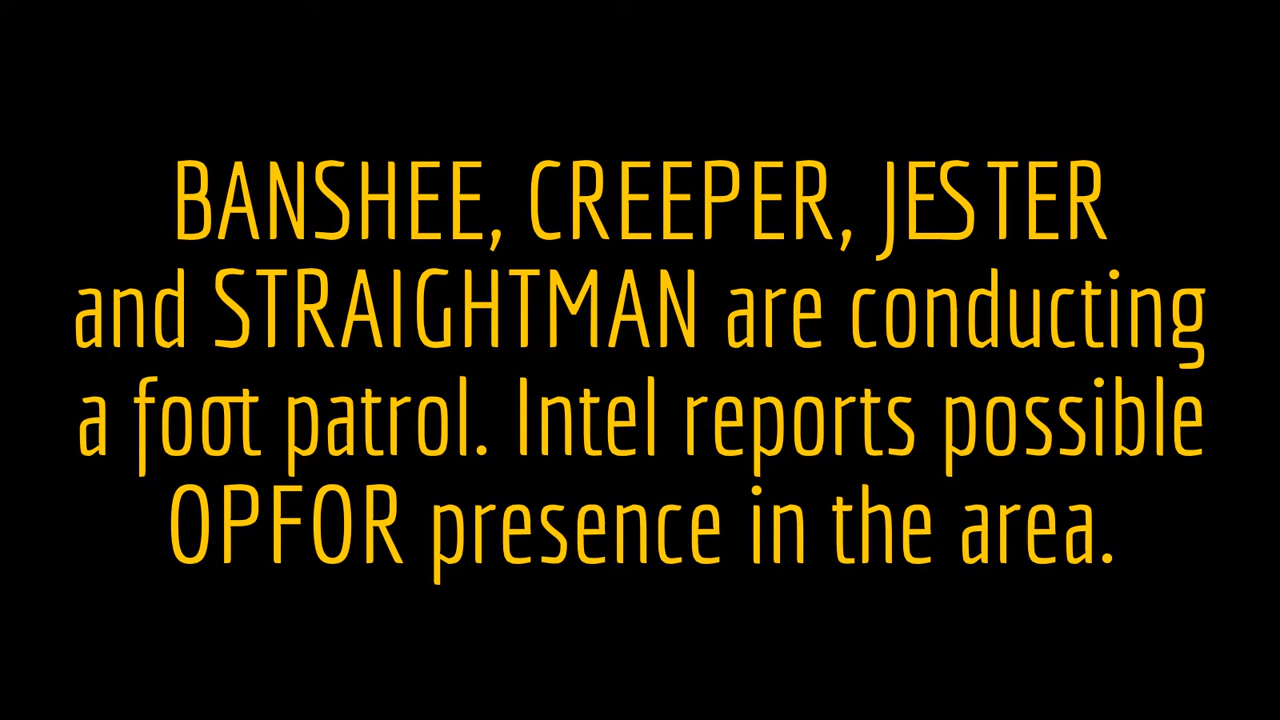 BANSHEE, CREEPER, JESTER
and STRAIGHTMAN are conducting
a foot patrol. Intel reports possible
OPFOR presence in the area.